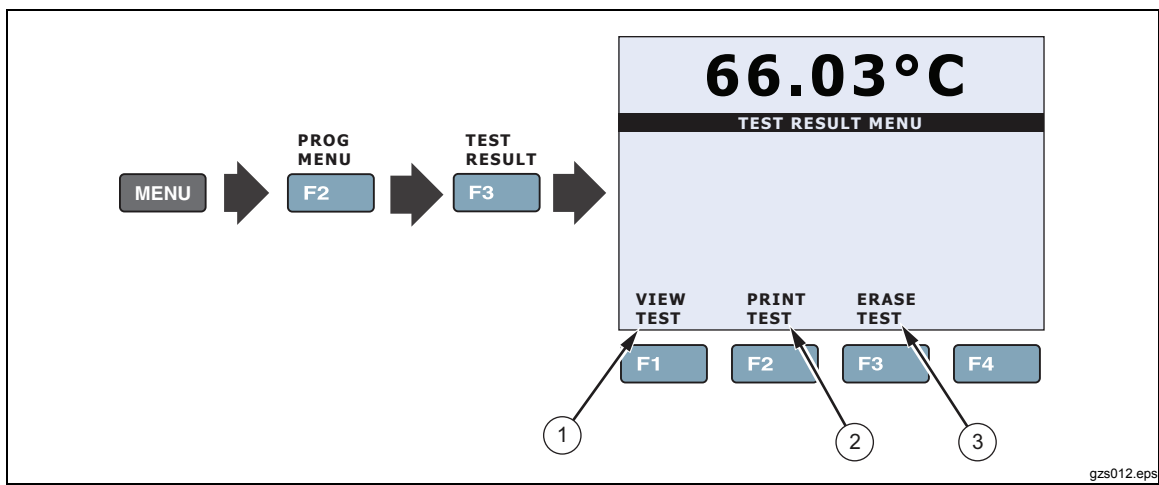 66.03°C
TEST RESULT MENU
PROG
MENU
TEST
RESULT
MENU
F2
F3
VIEW
TEST
PRINT
TEST
ERASE
TEST
F1
F2
F3
F4
1
2
3
gzs012.eps